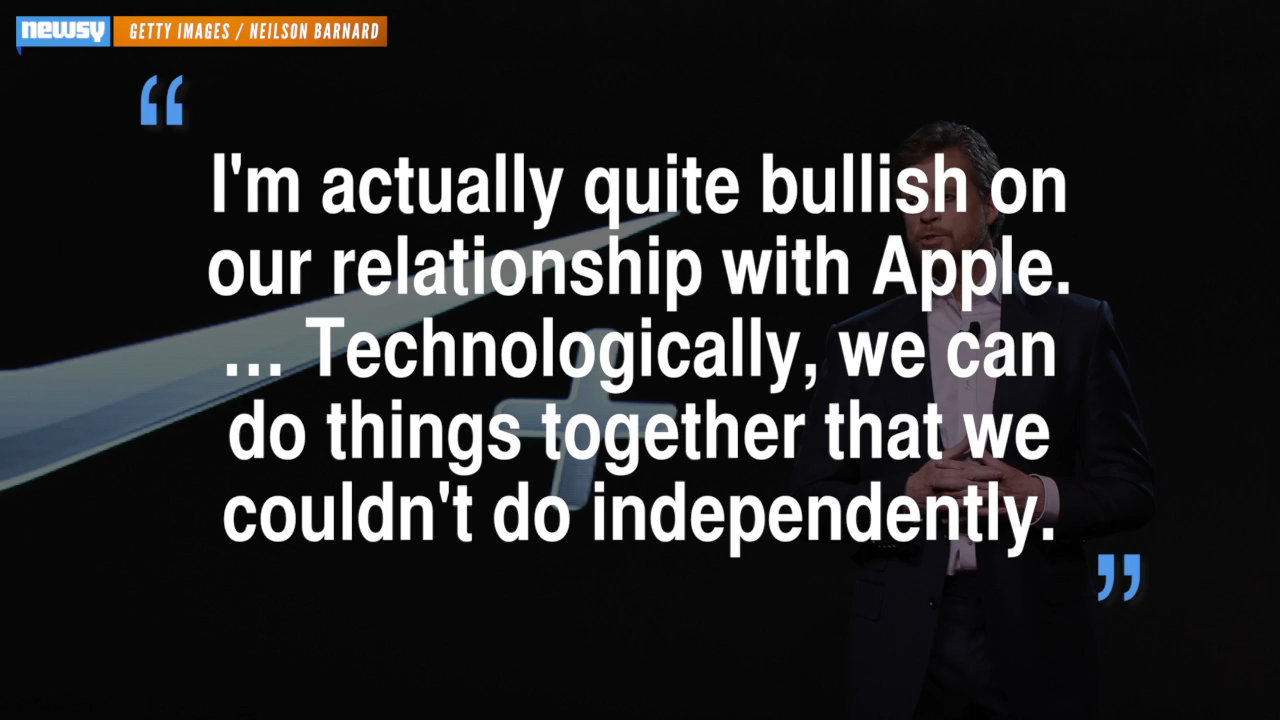 newsy
GETTY IMAGES / NEILSON BARNARD
“
I'm actually quite bullish on
our relationship with Apple.
... Technologically, we can
do things together that we
couldn't do independently.
”